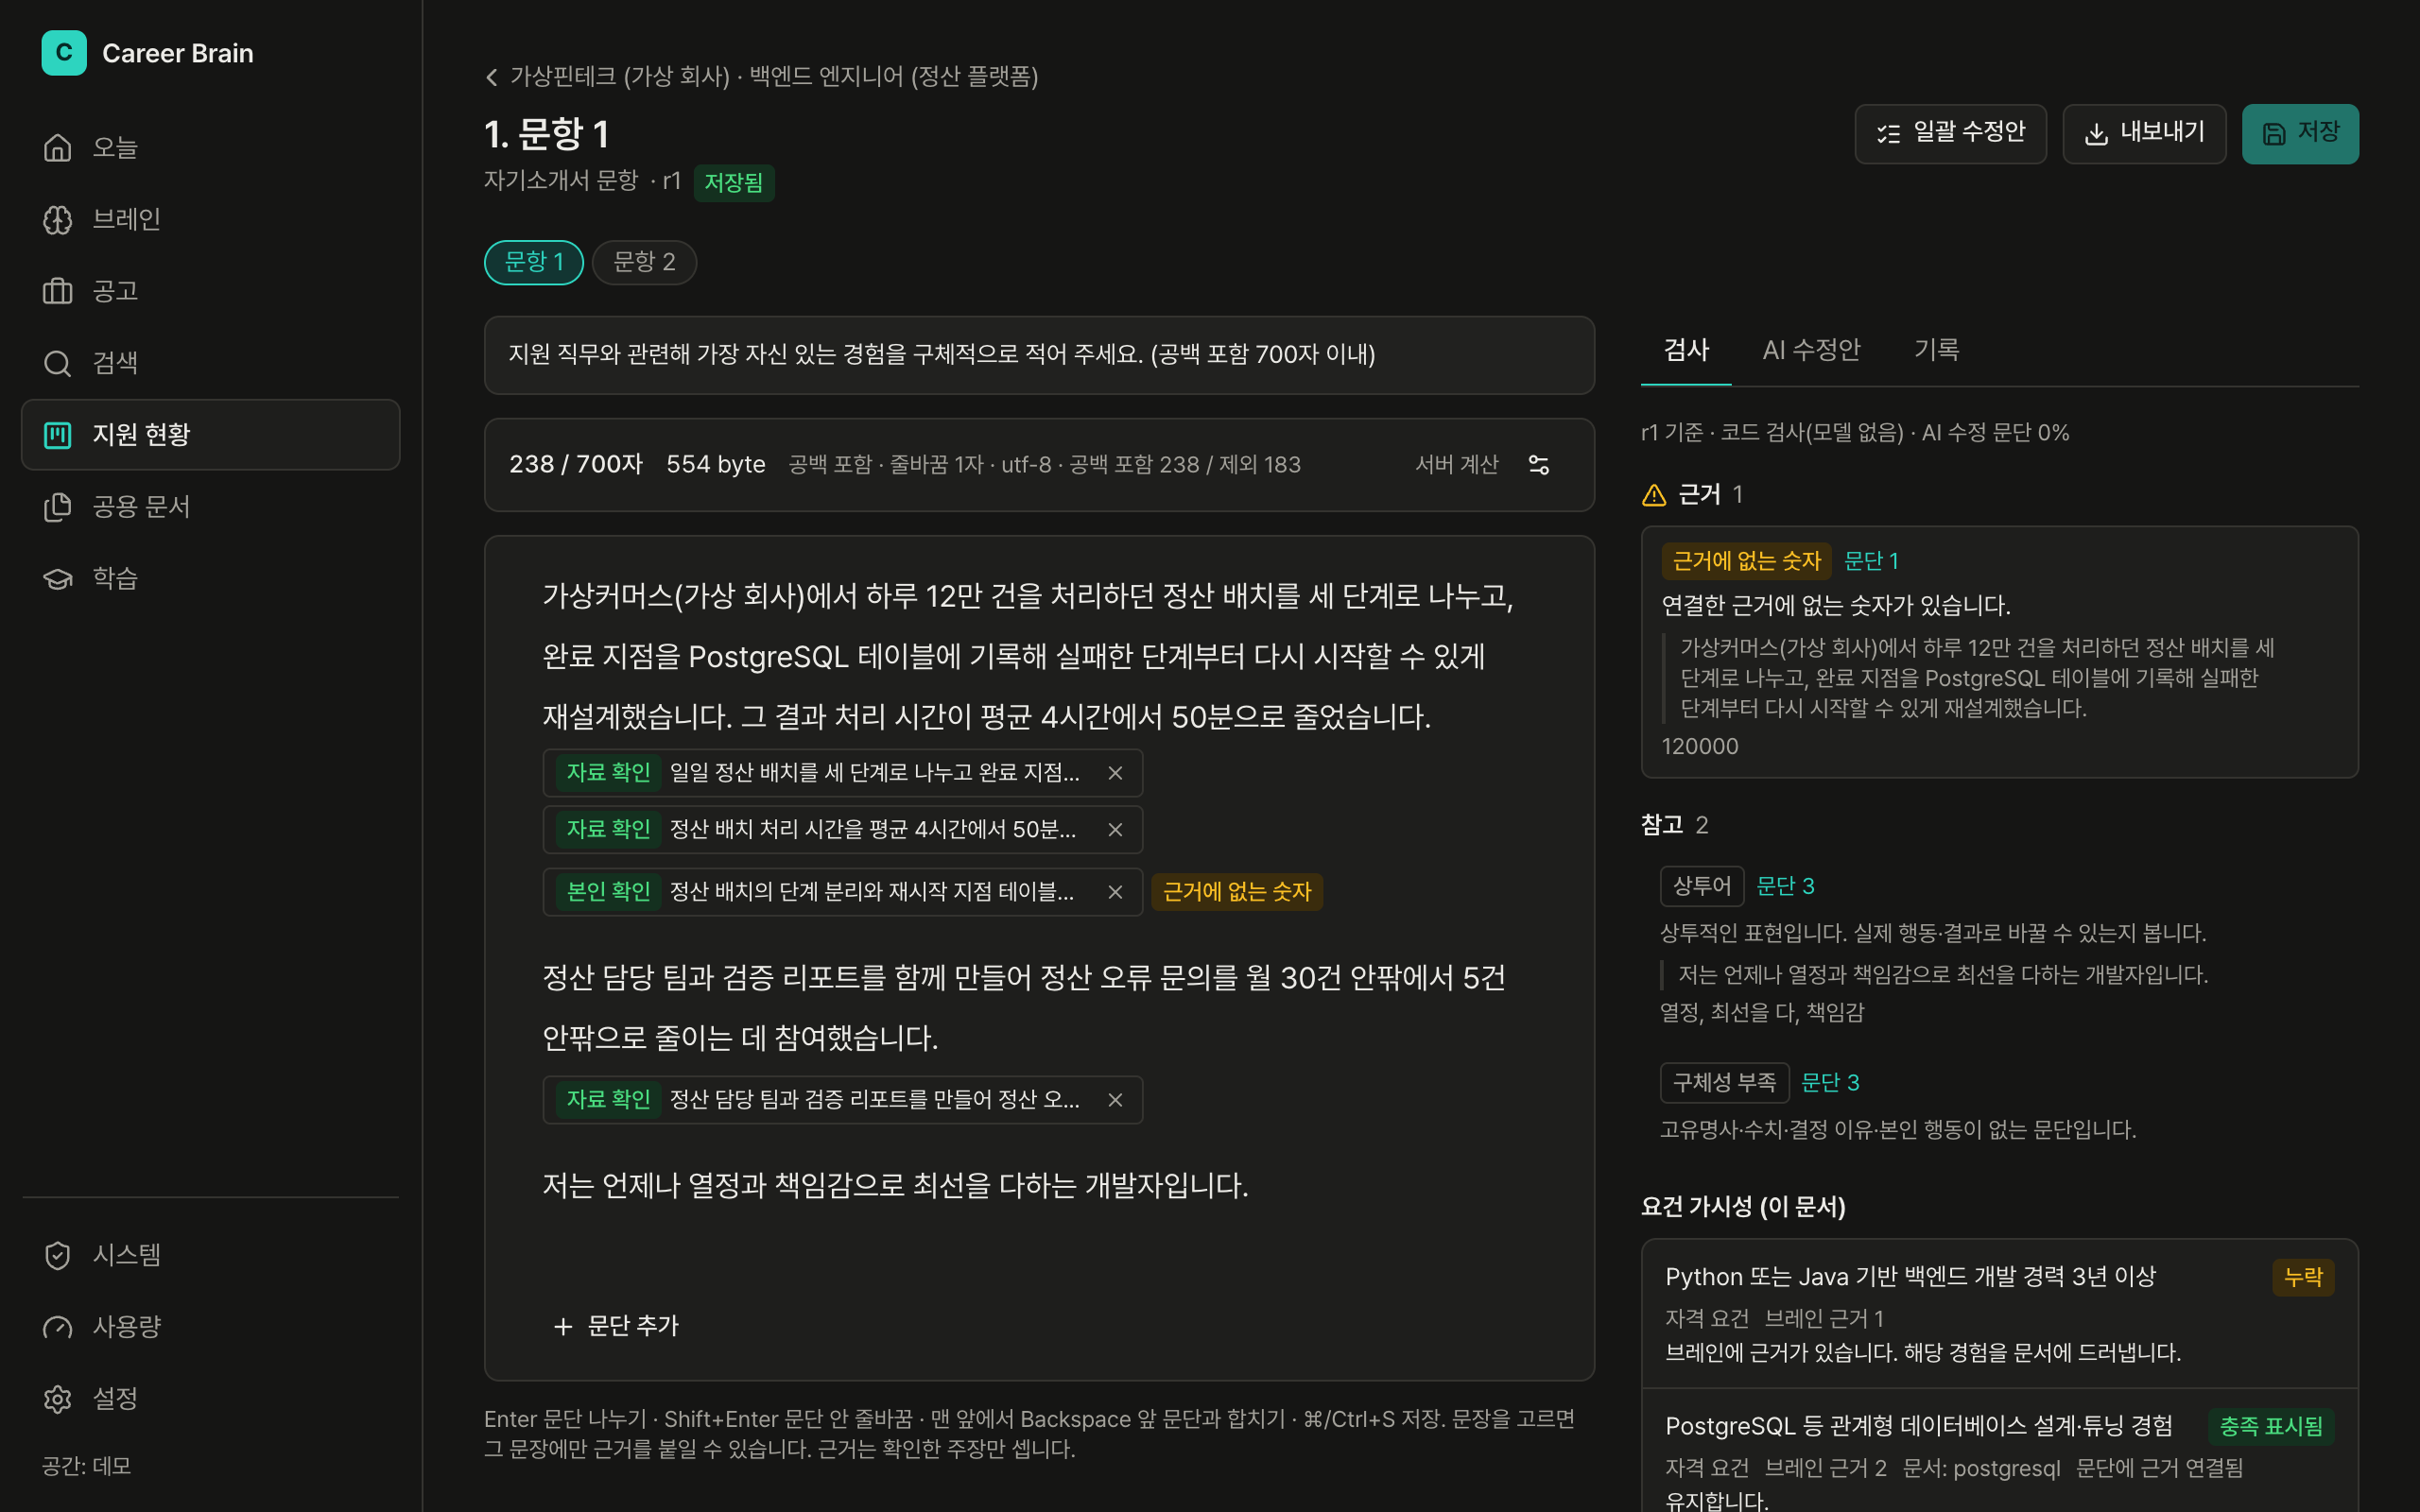 C Career Brain
오늘
브레인
공고
검색
지원 현황
공용 문서
학습
시스템
사용량
설정
공간: 데모
가상핀테크 (가상 회사) · 백엔드 엔지니어 (정산 플랫폼)
1. 문항 1
자기소개서 문항 · r1 저장됨
일괄 수정안 내보내기 저장
문항 1 문항 2
지원 직무와 관련해 가장 자신 있는 경험을 구체적으로 적어 주세요. (공백 포함 700자 이내)
238 / 700자 554 byte 공백 포함 · 줄바꿈 1자 · utf-8 · 공백 포함 238 / 제외 183 서버 계산
가상커머스(가상 회사)에서 하루 12만 건을 처리하던 정산 배치를 세 단계로 나누고,
완료 지점을 PostgreSQL 테이블에 기록해 실패한 단계부터 다시 시작할 수 있게
재설계했습니다. 그 결과 처리 시간이 평균 4시간에서 50분으로 줄었습니다.
자료 확인 일일 정산 배치를 세 단계로 나누고 완료 지점...
자료 확인 정산 배치 처리 시간을 평균 4시간에서 50분...
본인 확인 정산 배치의 단계 분리와 재시작 지점 테이블... 근거에 없는 숫자
정산 담당 팀과 검증 리포트를 함께 만들어 정산 오류 문의를 월 30건 안팎에서 5건
안팎으로 줄이는 데 참여했습니다.
자료 확인 정산 담당 팀과 검증 리포트를 만들어 정산 오...
저는 언제나 열정과 책임감으로 최선을 다하는 개발자입니다.
+ 문단 추가
Enter 문단 나누기 · Shift+Enter 문단 안 줄바꿈 · 맨 앞에서 Backspace 앞 문단과 합치기 · ⌘/Ctrl+S 저장. 문장을 고르면
그 문장에만 근거를 붙일 수 있습니다. 근거는 확인한 주장만 셉니다.
검사 AI 수정안 기록
r1 기준 · 코드 검사(모델 없음) · AI 수정 문단 0%
근거 1
근거에 없는 숫자 문단 1
연결한 근거에 없는 숫자가 있습니다.
가상커머스(가상 회사)에서 하루 12만 건을 처리하던 정산 배치를 세
단계로 나누고, 완료 지점을 PostgreSQL 테이블에 기록해 실패한
단계부터 다시 시작할 수 있게 재설계했습니다.
120000
참고 2
상투어 문단 3
상투적인 표현입니다. 실제 행동·결과로 바꿀 수 있는지 봅니다.
저는 언제나 열정과 책임감으로 최선을 다하는 개발자입니다.
열정, 최선을 다, 책임감
구체성 부족 문단 3
고유명사·수치·결정 이유·본인 행동이 없는 문단입니다.
요건 가시성 (이 문서)
Python 또는 Java 기반 백엔드 개발 경력 3년 이상 누락
자격 요건 브레인 근거 1
브레인에 근거가 있습니다. 해당 경험을 문서에 드러냅니다.
PostgreSQL 등 관계형 데이터베이스 설계·튜닝 경험 충족 표시됨
자격 요건 브레인 근거 2 문서: postgresql 문단에 근거 연결됨
유지합니다.